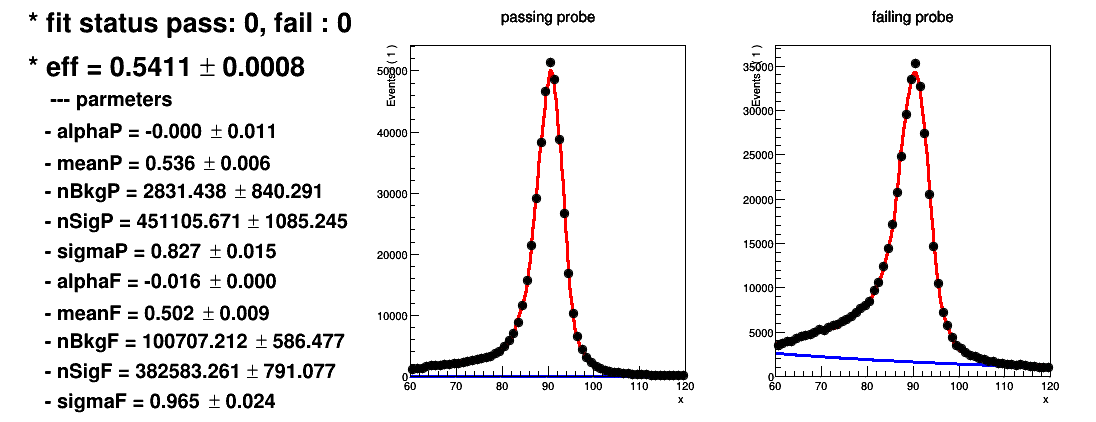 * fit status pass: 0, fail : 0
* eff = 0.5411 ± 0.0008
--- parmeters
- alphaP = -0.000 ± 0.011
- meanP = 0.536 ± 0.006
- nBkgP = 2831.438 ± 840.291
- nSigP = 451105.671 ± 1085.245
- sigmaP = 0.827 ± 0.015
- alphaF = -0.016 ± 0.000
- meanF = 0.502 ± 0.009
- nBkgF = 100707.212 ± 586.477
- nSigF = 382583.261 ± 791.077
- sigmaF = 0.965 ± 0.024
passing probe
Events ( 1 )
50000
40000
30000
20000
10000
0
60 70 80 90 100 110 120
x
failing probe
Events ( 1 )
35000
30000
25000
20000
15000
10000
5000
0
60 70 80 90 100 110 120
x